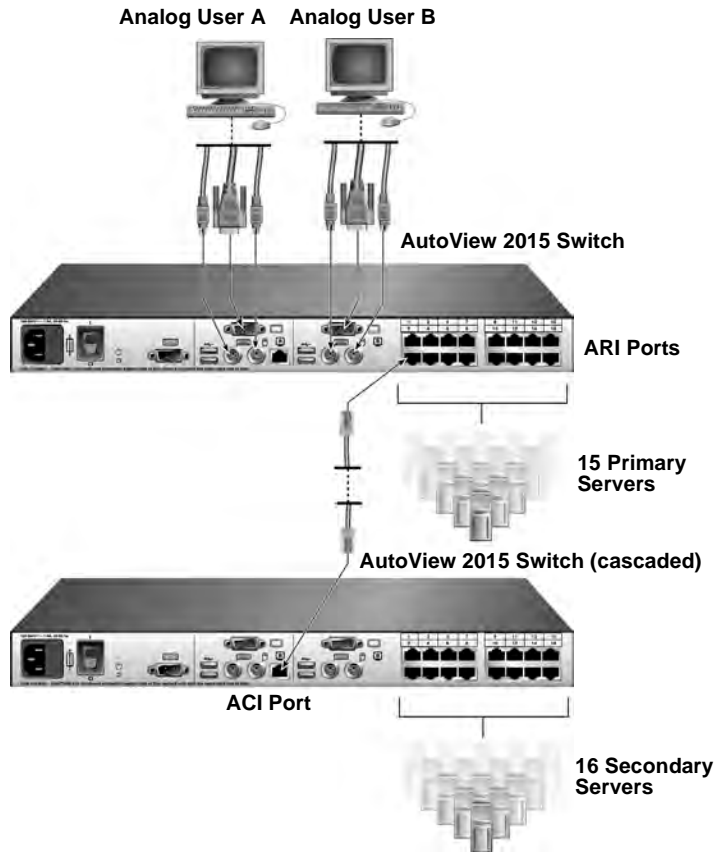 Analog User A
Analog User B
AutoView 2015 Switch
ARI Ports
15 Primary
Servers
AutoView 2015 Switch (cascaded)
ACI Port
16 Secondary
Servers